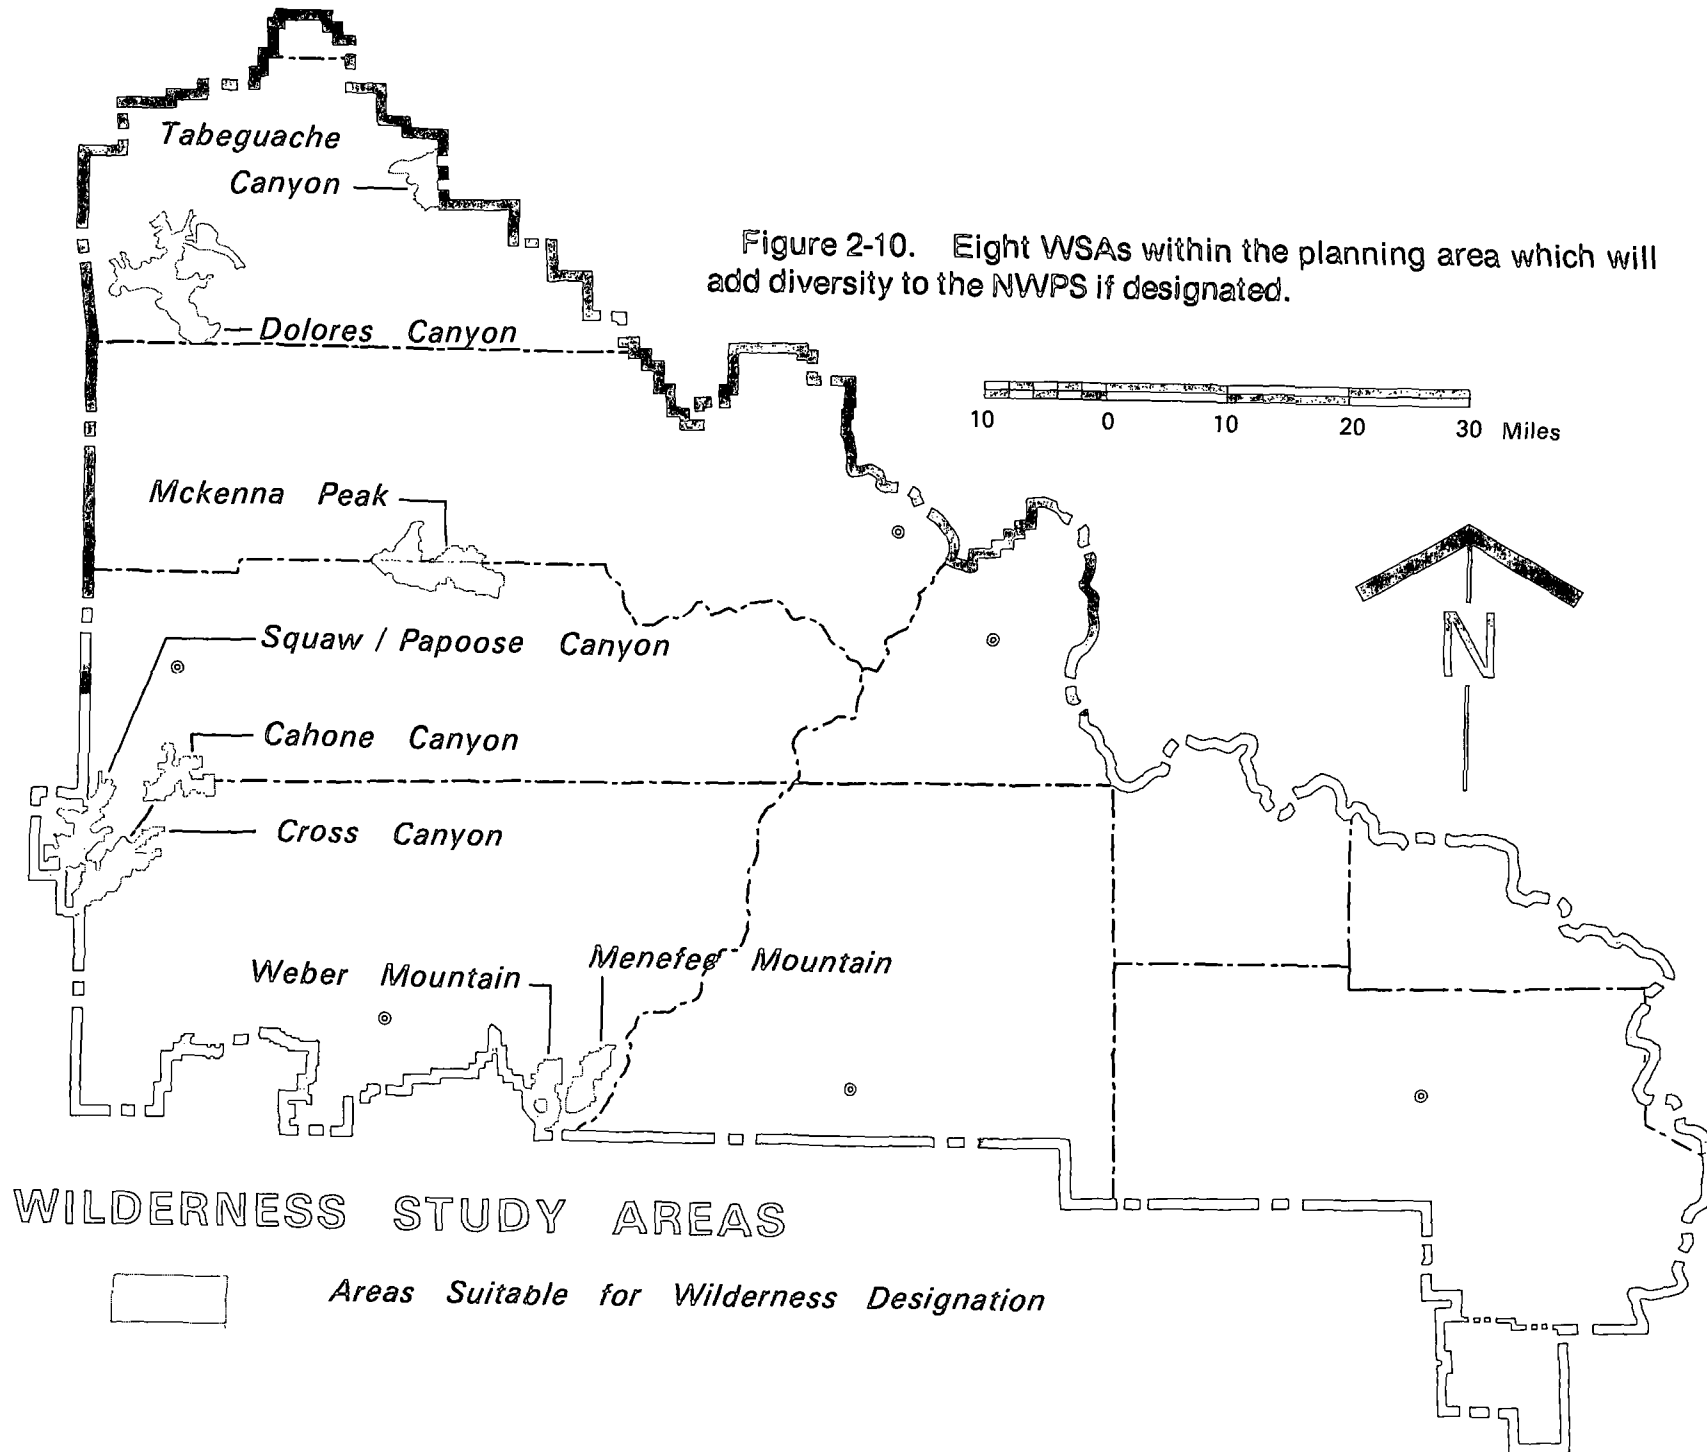 Tabeguache
Canyon
Figure 2-10. Eight WSAs within the planning area which will
add diversity to the NWPS if designated.
Dolores Canyon
10 0 10 20 30 Miles
Mckenna Peak
N
Squaw / Papoose Canyon
Cahone Canyon
Cross Canyon
Weber Mountain
Menefee Mountain
WILDERNESS STUDY AREAS
Areas Suitable for Wilderness Designation